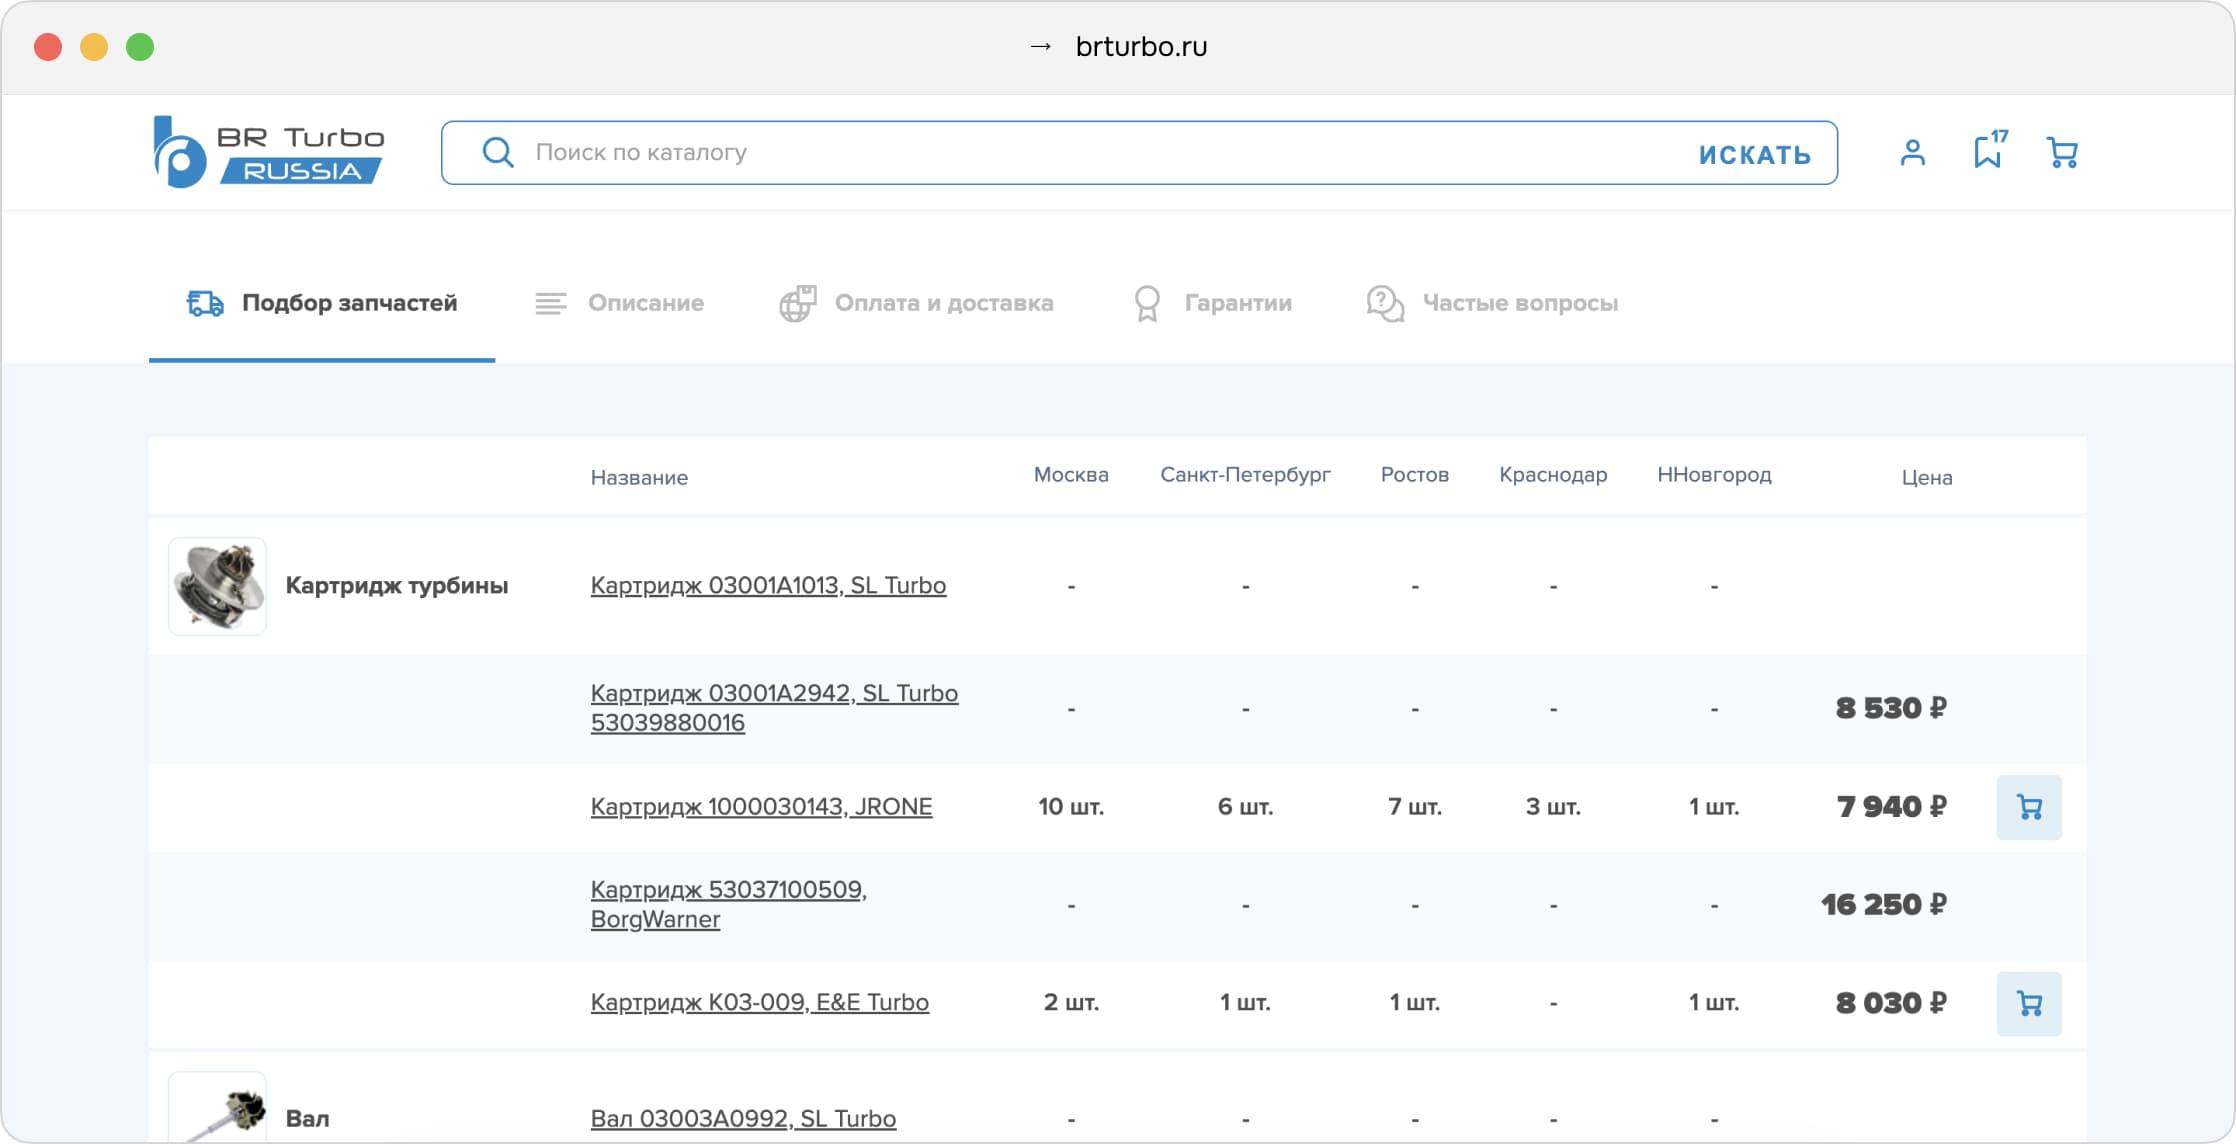 → brturbo.ru
BR Turbo
RUSSIA
Поиск по каталогу
ИСКАТЬ
17
Подбор запчастей
Описание
Оплата и доставка
Гарантии
Частые вопросы
Название Москва Санкт-Петербург Ростов Краснодар ННовгород Цена
Картридж турбины Картридж 03001A1013, SL Turbo - - - - -
Картридж 03001A2942, SL Turbo
53039880016 - - - - - 8 530 ₽
Картридж 1000030143, JRONE 10 шт. 6 шт. 7 шт. 3 шт. 1 шт. 7 940 ₽
Картридж 53037100509,
BorgWarner - - - - - 16 250 ₽
Картридж K03-009, E&E Turbo 2 шт. 1 шт. 1 шт. - 1 шт. 8 030 ₽
Вал Вал 03003A0992, SL Turbo - - - - -